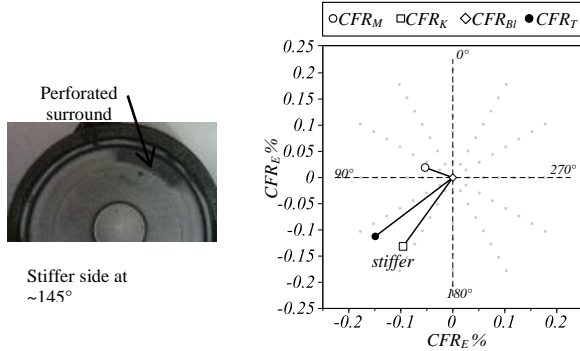 CFR_M CFR_K CFR_Bl CFR_T
Perforated
surround
Stiffer side at
~145°
0.25
0.2
0.15
0.1
0.05
0
-0.05
-0.1
-0.15
-0.2
-0.25
CFR_E %
0°
90°
270°
180°
stiffer
-0.2 -0.1 0 0.1 0.2
CFR_E %